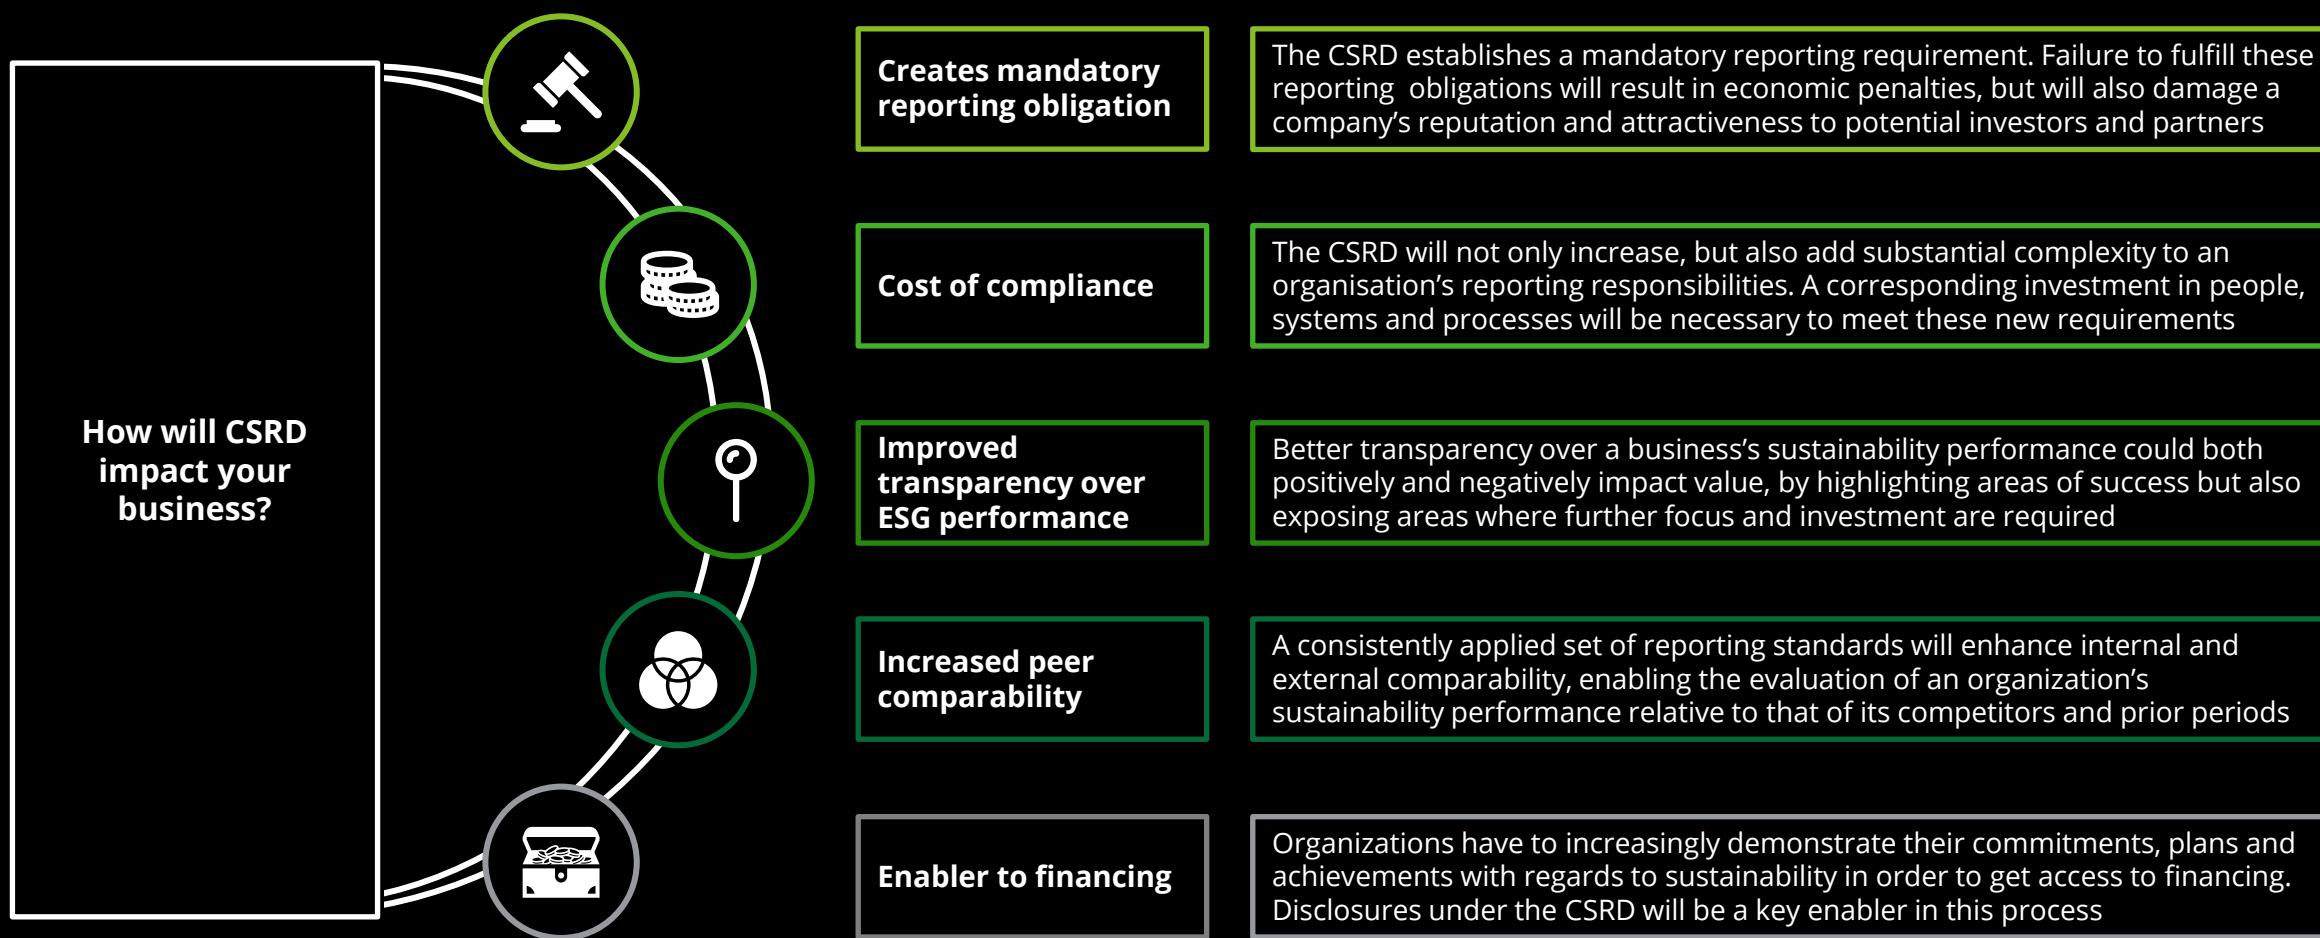 How will CSRD
impact your
business?
Creates mandatory
reporting obligation
The CSRD establishes a mandatory reporting requirement. Failure to fulfill these
reporting  obligations will result in economic penalties, but will also damage a
company's reputation and attractiveness to potential investors and partners
Cost of compliance
The CSRD will not only increase, but also add substantial complexity to an
organisation's reporting responsibilities. A corresponding investment in people,
systems and processes will be necessary to meet these new requirements
Improved
transparency over
ESG performance
Better transparency over a business's sustainability performance could both
positively and negatively impact value, by highlighting areas of success but also
exposing areas where further focus and investment are required
Increased peer
comparability
A consistently applied set of reporting standards will enhance internal and
external comparability, enabling the evaluation of an organization's
sustainability performance relative to that of its competitors and prior periods
Enabler to financing
Organizations have to increasingly demonstrate their commitments, plans and
achievements with regards to sustainability in order to get access to financing.
Disclosures under the CSRD will be a key enabler in this process